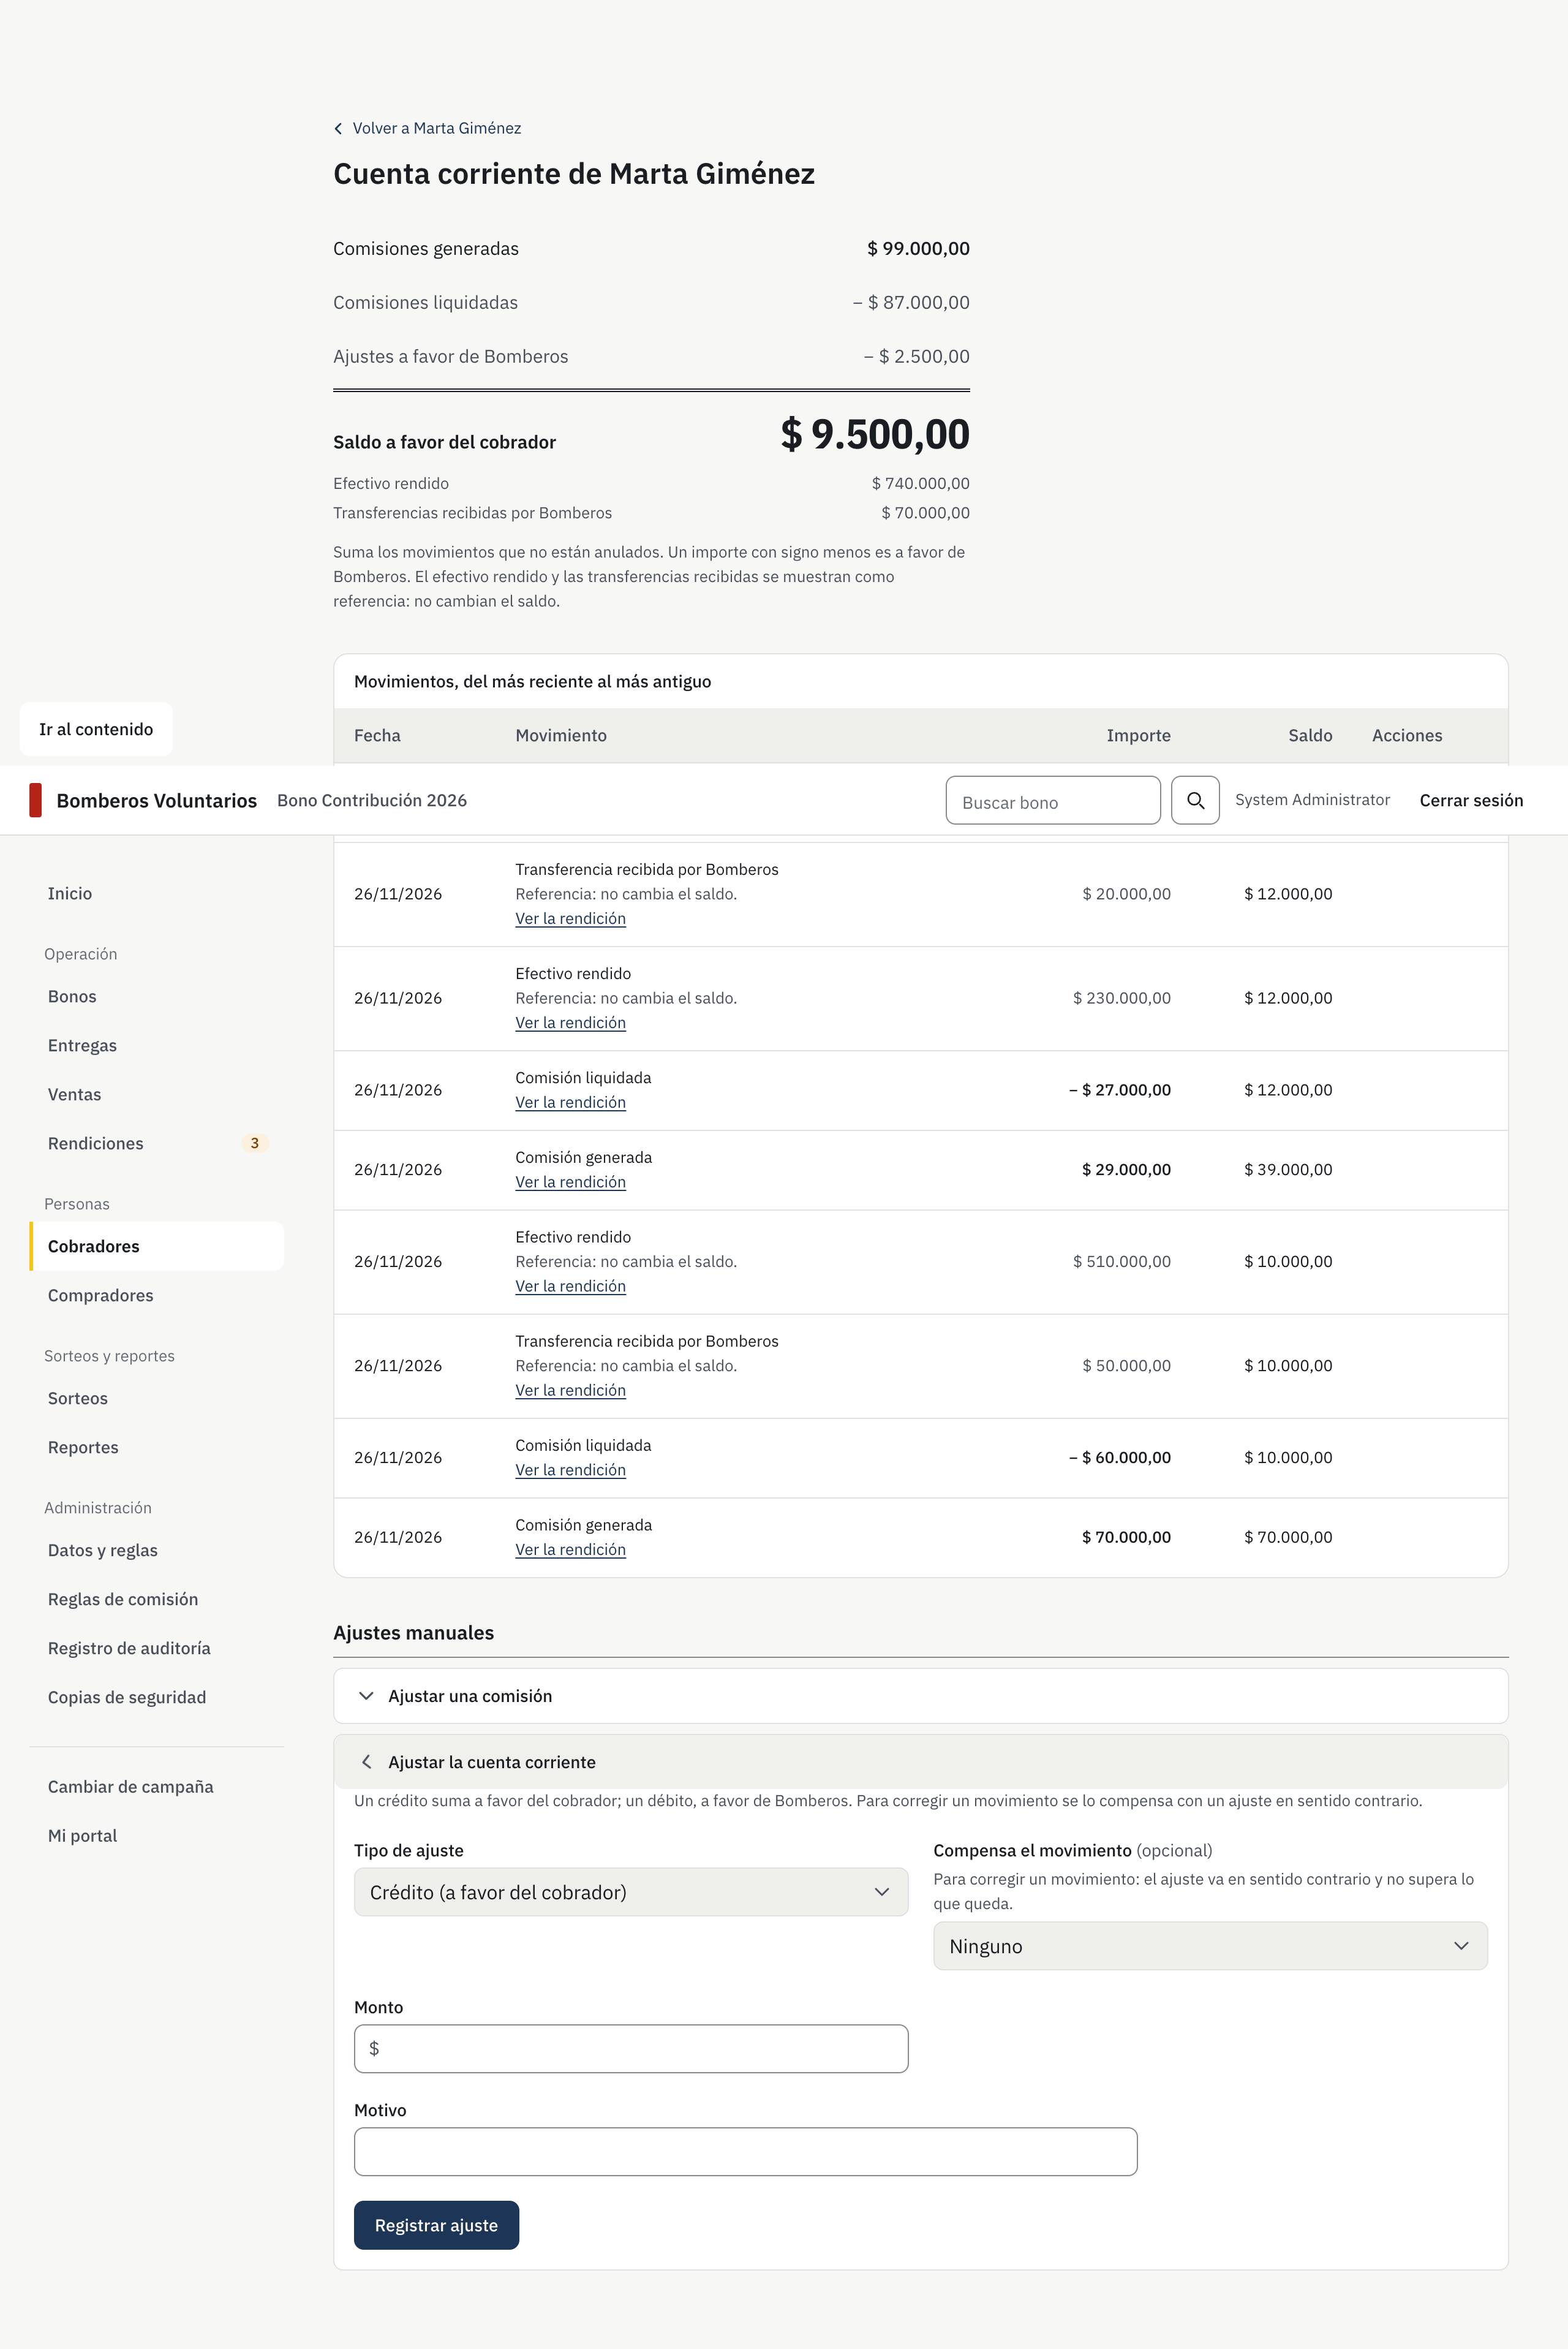 Volver a Marta Giménez
Cuenta corriente de Marta Giménez
Comisiones generadas $ 99.000,00
Comisiones liquidadas – $ 87.000,00
Ajustes a favor de Bomberos – $ 2.500,00
Saldo a favor del cobrador $ 9.500,00
Efectivo rendido $ 740.000,00
Transferencias recibidas por Bomberos $ 70.000,00
Suma los movimientos que no están anulados. Un importe con signo menos es a favor de
Bomberos. El efectivo rendido y las transferencias recibidas se muestran como
referencia: no cambian el saldo.
Movimientos, del más reciente al más antiguo
Ir al contenido
Fecha Movimiento Importe Saldo Acciones
Bomberos Voluntarios Bono Contribución 2026 Buscar bono System Administrator Cerrar sesión
Inicio
Operación
Bonos
Entregas
Ventas
Rendiciones 3
Personas
Cobradores
Compradores
Sorteos y reportes
Sorteos
Reportes
Administración
Datos y reglas
Reglas de comisión
Registro de auditoría
Copias de seguridad
Cambiar de campaña
Mi portal
Transferencia recibida por Bomberos
26/11/2026 Referencia: no cambia el saldo. $ 20.000,00 $ 12.000,00
Ver la rendición
Efectivo rendido
26/11/2026 Referencia: no cambia el saldo. $ 230.000,00 $ 12.000,00
Ver la rendición
Comisión liquidada
26/11/2026 – $ 27.000,00 $ 12.000,00
Ver la rendición
Comisión generada
26/11/2026 $ 29.000,00 $ 39.000,00
Ver la rendición
Efectivo rendido
26/11/2026 Referencia: no cambia el saldo. $ 510.000,00 $ 10.000,00
Ver la rendición
Transferencia recibida por Bomberos
26/11/2026 Referencia: no cambia el saldo. $ 50.000,00 $ 10.000,00
Ver la rendición
Comisión liquidada
26/11/2026 – $ 60.000,00 $ 10.000,00
Ver la rendición
Comisión generada
26/11/2026 $ 70.000,00 $ 70.000,00
Ver la rendición
Ajustes manuales
Ajustar una comisión
Ajustar la cuenta corriente
Un crédito suma a favor del cobrador; un débito, a favor de Bomberos. Para corregir un movimiento se lo compensa con un ajuste en sentido contrario.
Tipo de ajuste
Crédito (a favor del cobrador)
Compensa el movimiento (opcional)
Para corregir un movimiento: el ajuste va en sentido contrario y no supera lo
que queda.
Ninguno
Monto
$
Motivo
Registrar ajuste